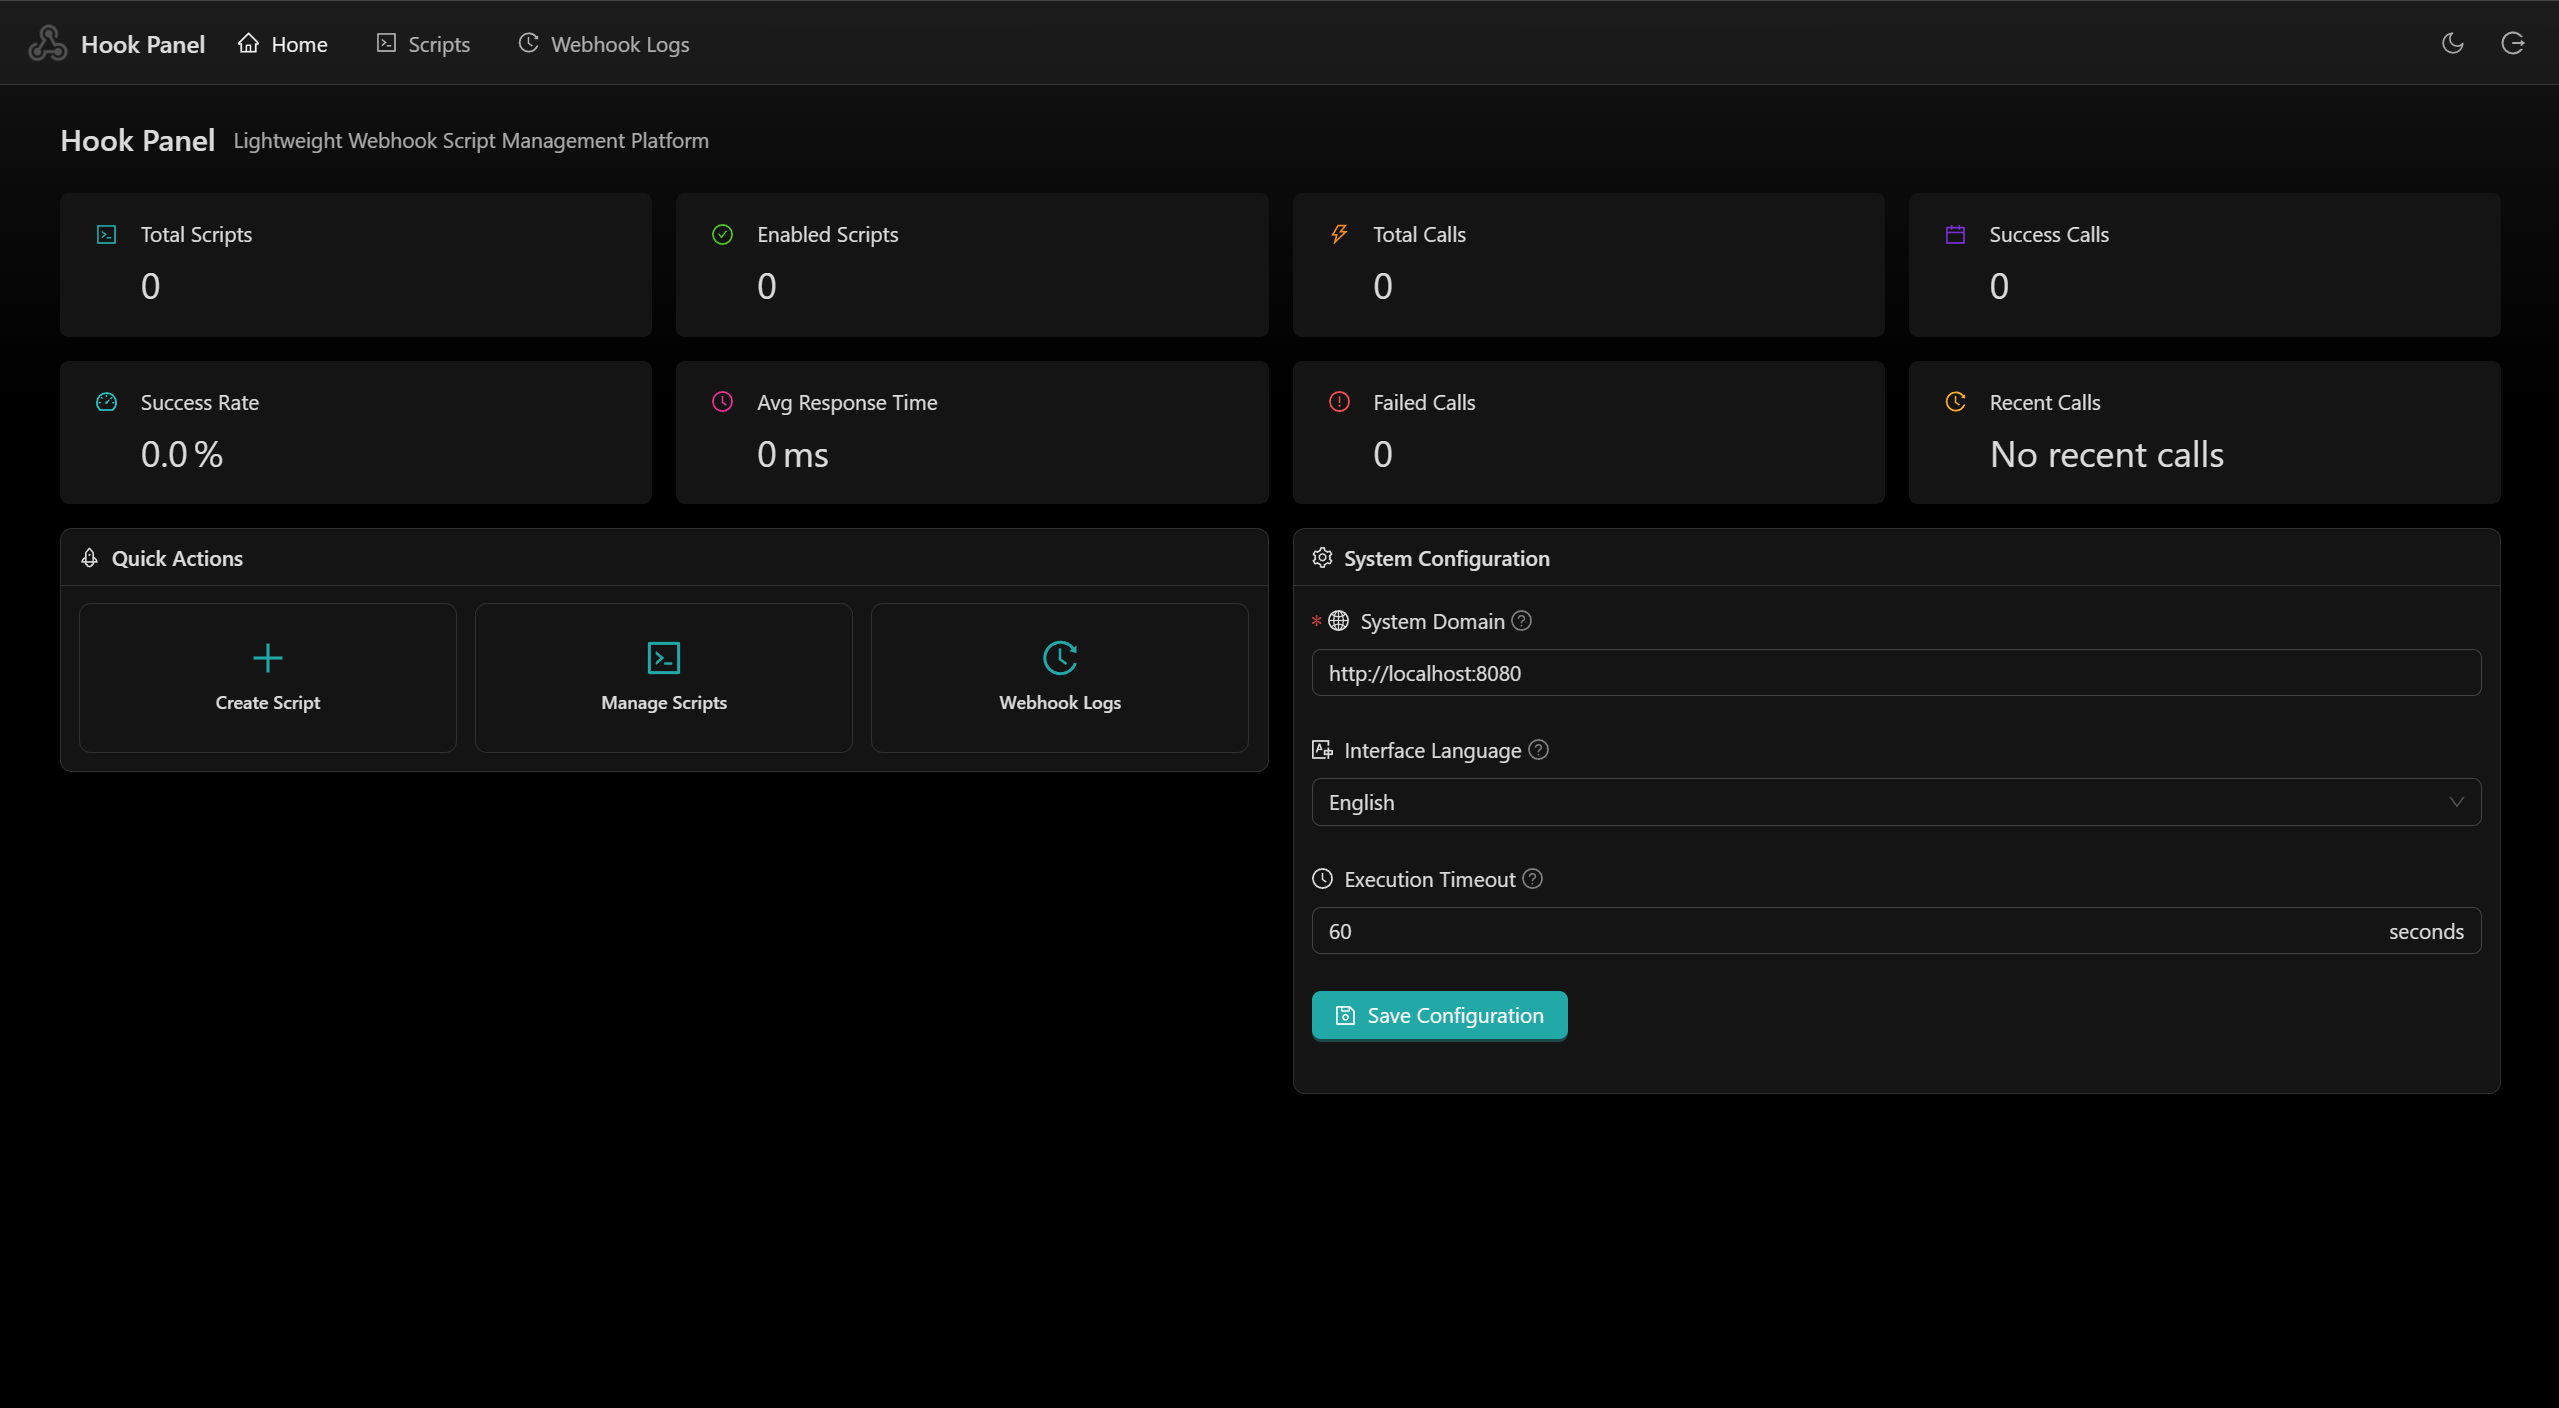 Hook Panel
Home
Scripts
Webhook Logs
Hook Panel
Lightweight Webhook Script Management Platform
Total Scripts
0
Enabled Scripts
0
Total Calls
0
Success Calls
0
Success Rate
0.0 %
Avg Response Time
0 ms
Failed Calls
0
Recent Calls
No recent calls
Quick Actions
Create Script
Manage Scripts
Webhook Logs
System Configuration
* System Domain
http://localhost:8080
Interface Language
English
Execution Timeout
60 seconds
Save Configuration